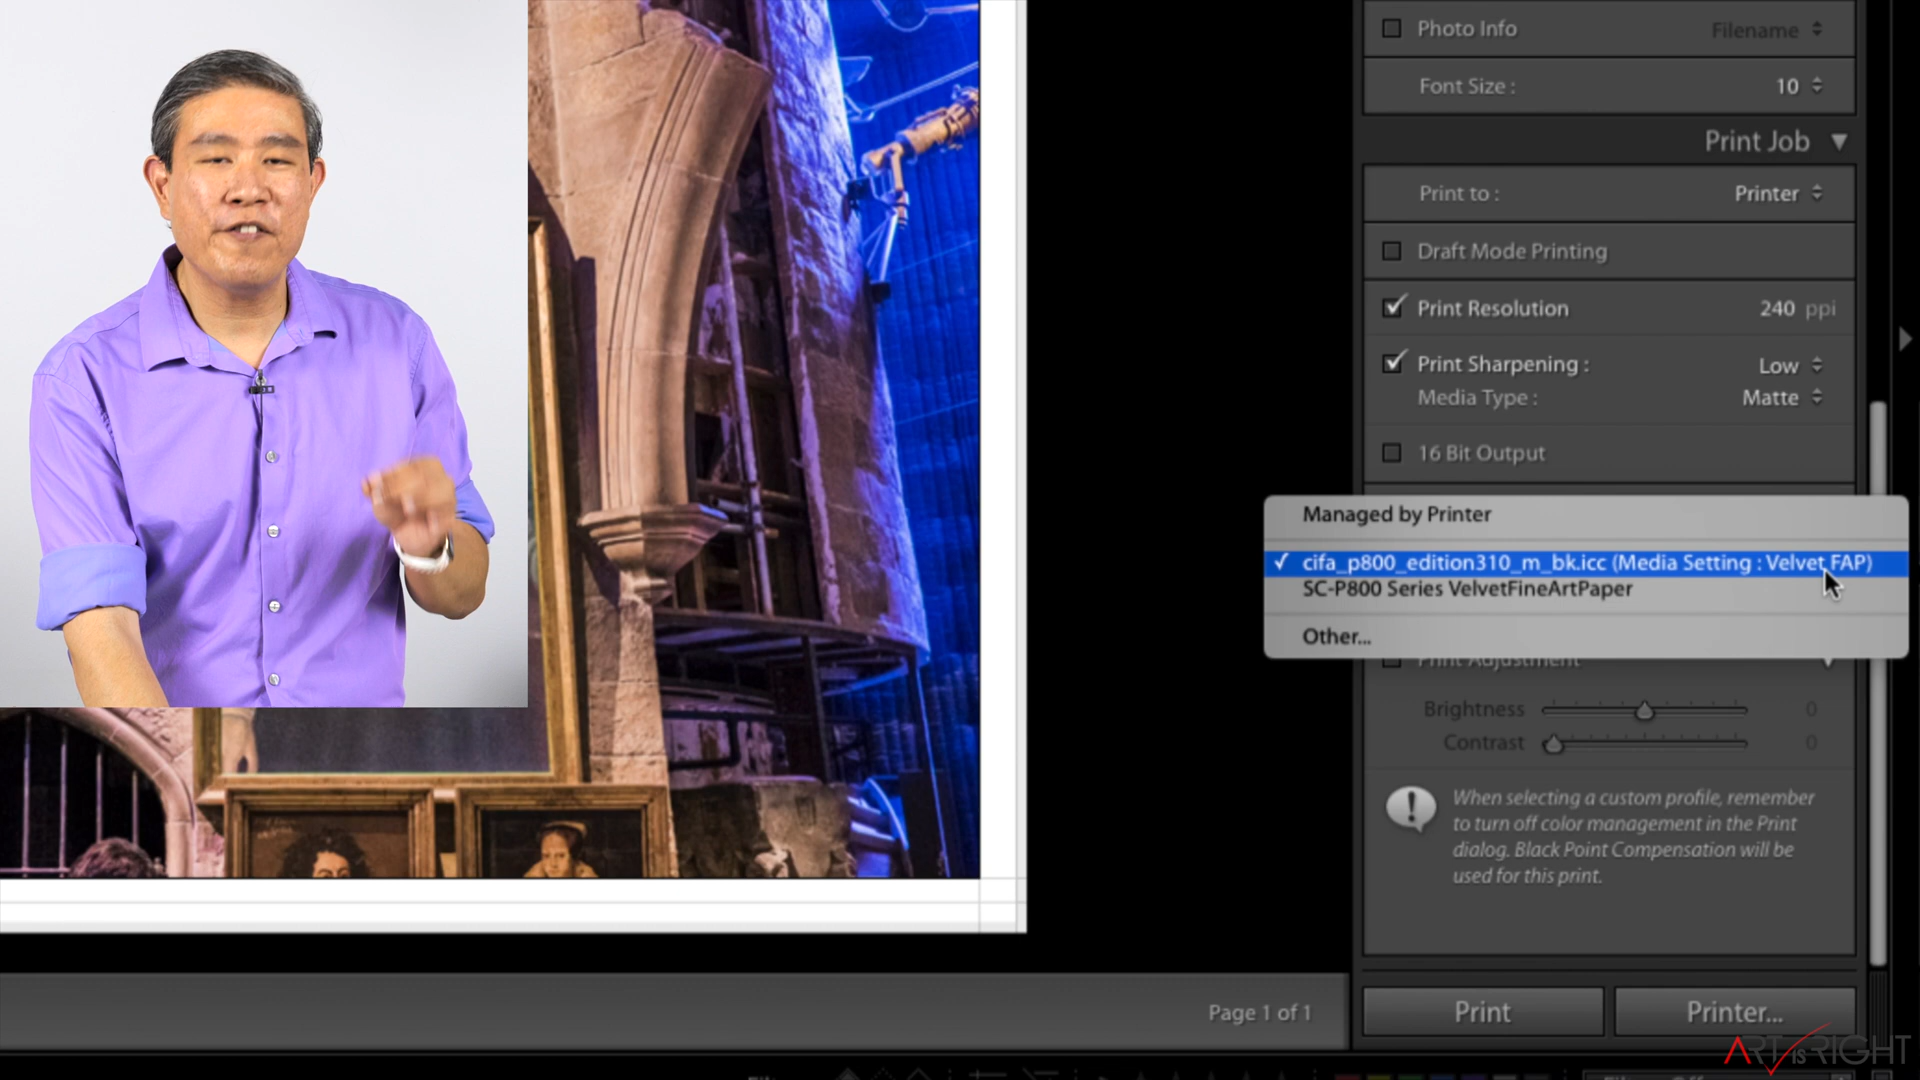 Photo Info Filename
Font Size : 10
Print Job
Print to : Printer
Draft Mode Printing
Print Resolution 240 ppi
Print Sharpening : Low
Media Type : Matte
16 Bit Output
Managed by Printer
cifa_p800_edition310_m_bk.icc (Media Setting : Velvet FAP)
SC-P800 Series VelvetFineArtPaper
Other...
Print Adjustment
Brightness 0
Contrast 0
When selecting a custom profile, remember
to turn off color management in the Print
dialog. Black Point Compensation will be
used for this print.
Page 1 of 1
Print Printer...
ART IS RIGHT